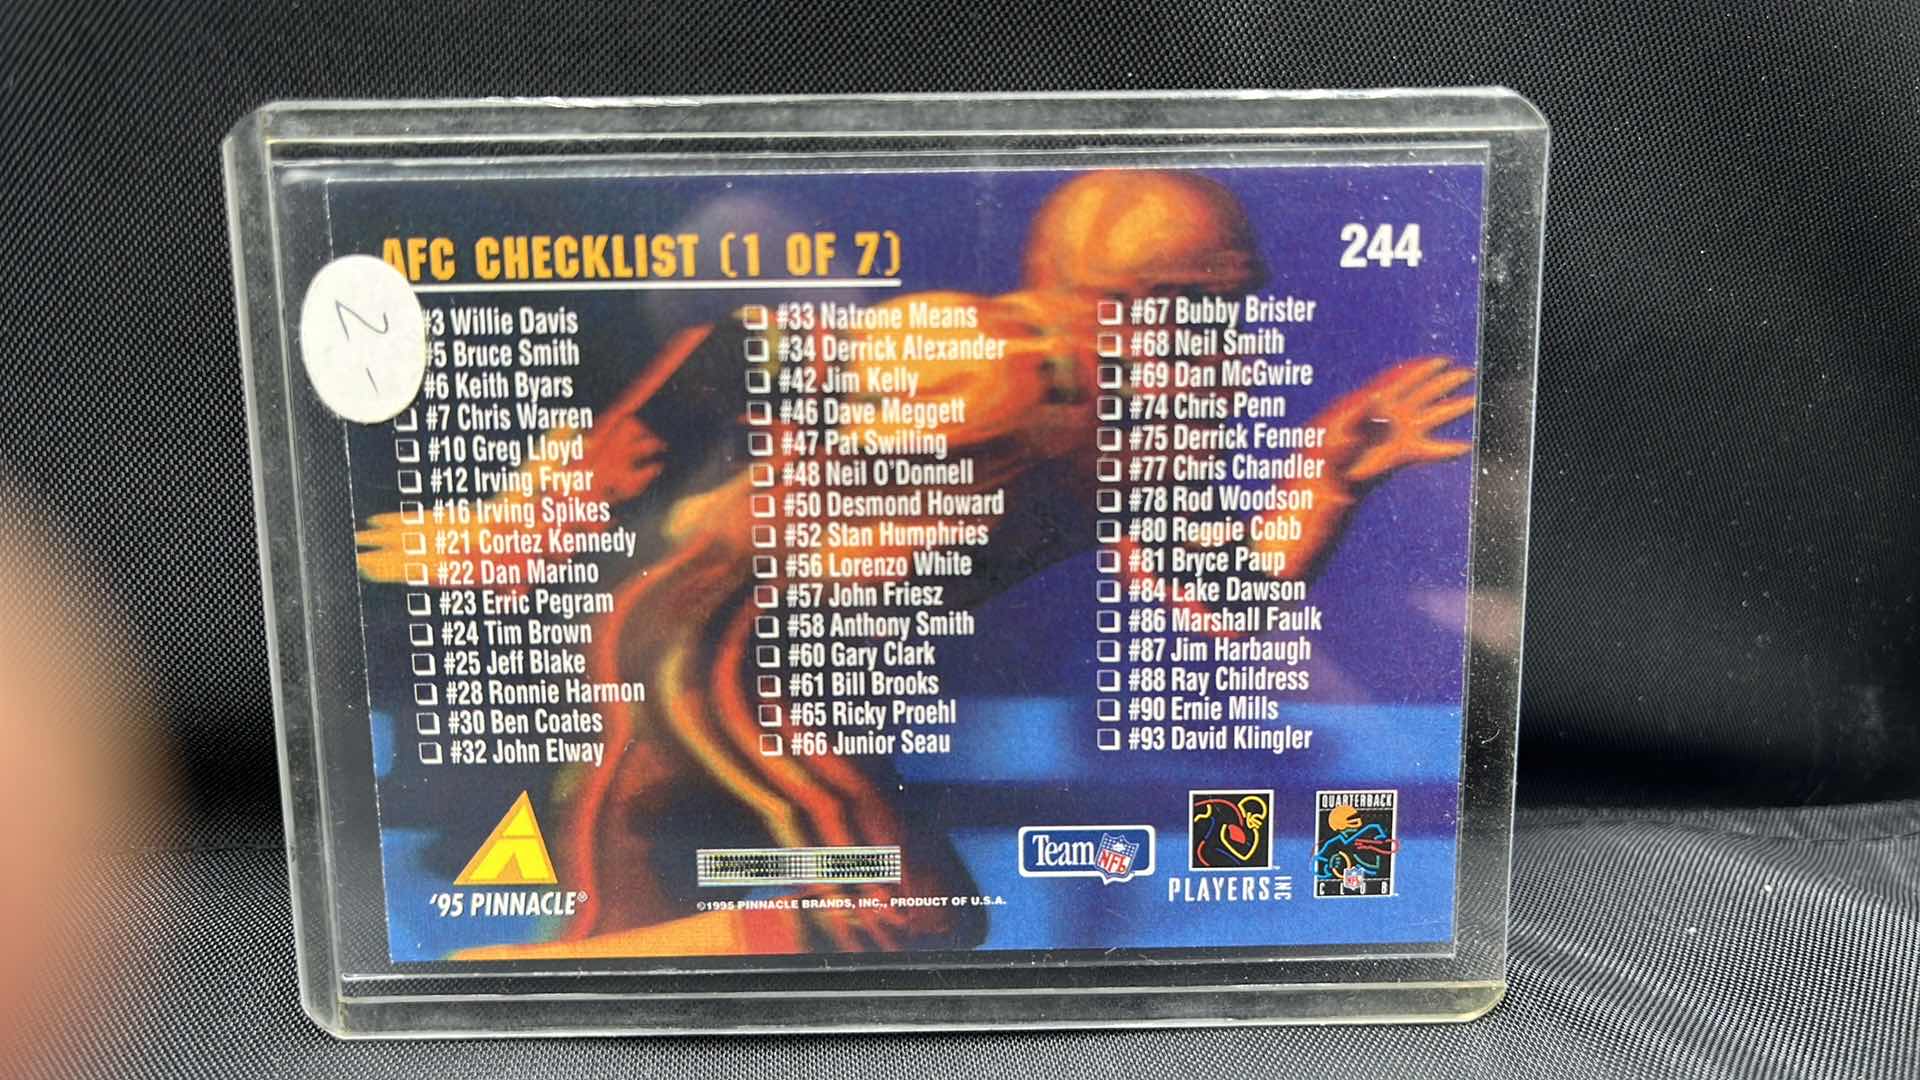 AFC CHECKLIST (1 OF 7)
244
2-
#3 Willie Davis
#5 Bruce Smith
#6 Keith Byars
#7 Chris Warren
#10 Greg Lloyd
#12 Irving Fryar
#16 Irving Spikes
#21 Cortez Kennedy
#22 Dan Marino
#23 Erric Pegram
#24 Tim Brown
#25 Jeff Blake
#28 Ronnie Harmon
#30 Ben Coates
#32 John Elway
#33 Natrone Means
#34 Derrick Alexander
#42 Jim Kelly
#46 Dave Meggett
#47 Pat Swilling
#48 Neil O'Donnell
#50 Desmond Howard
#52 Stan Humphries
#56 Lorenzo White
#57 John Friesz
#58 Anthony Smith
#60 Gary Clark
#61 Bill Brooks
#65 Ricky Proehl
#66 Junior Seau
#67 Bubby Brister
#68 Neil Smith
#69 Dan McGwire
#74 Chris Penn
#75 Derrick Fenner
#77 Chris Chandler
#78 Rod Woodson
#80 Reggie Cobb
#81 Bryce Paup
#84 Lake Dawson
#86 Marshall Faulk
#87 Jim Harbaugh
#88 Ray Childress
#90 Ernie Mills
#93 David Klingler
'95 PINNACLE®
©1995 PINNACLE BRANDS, INC., PRODUCT OF U.S.A.
Team NFL
PLAYERS INC
QUARTERBACK
NFL
CLUB